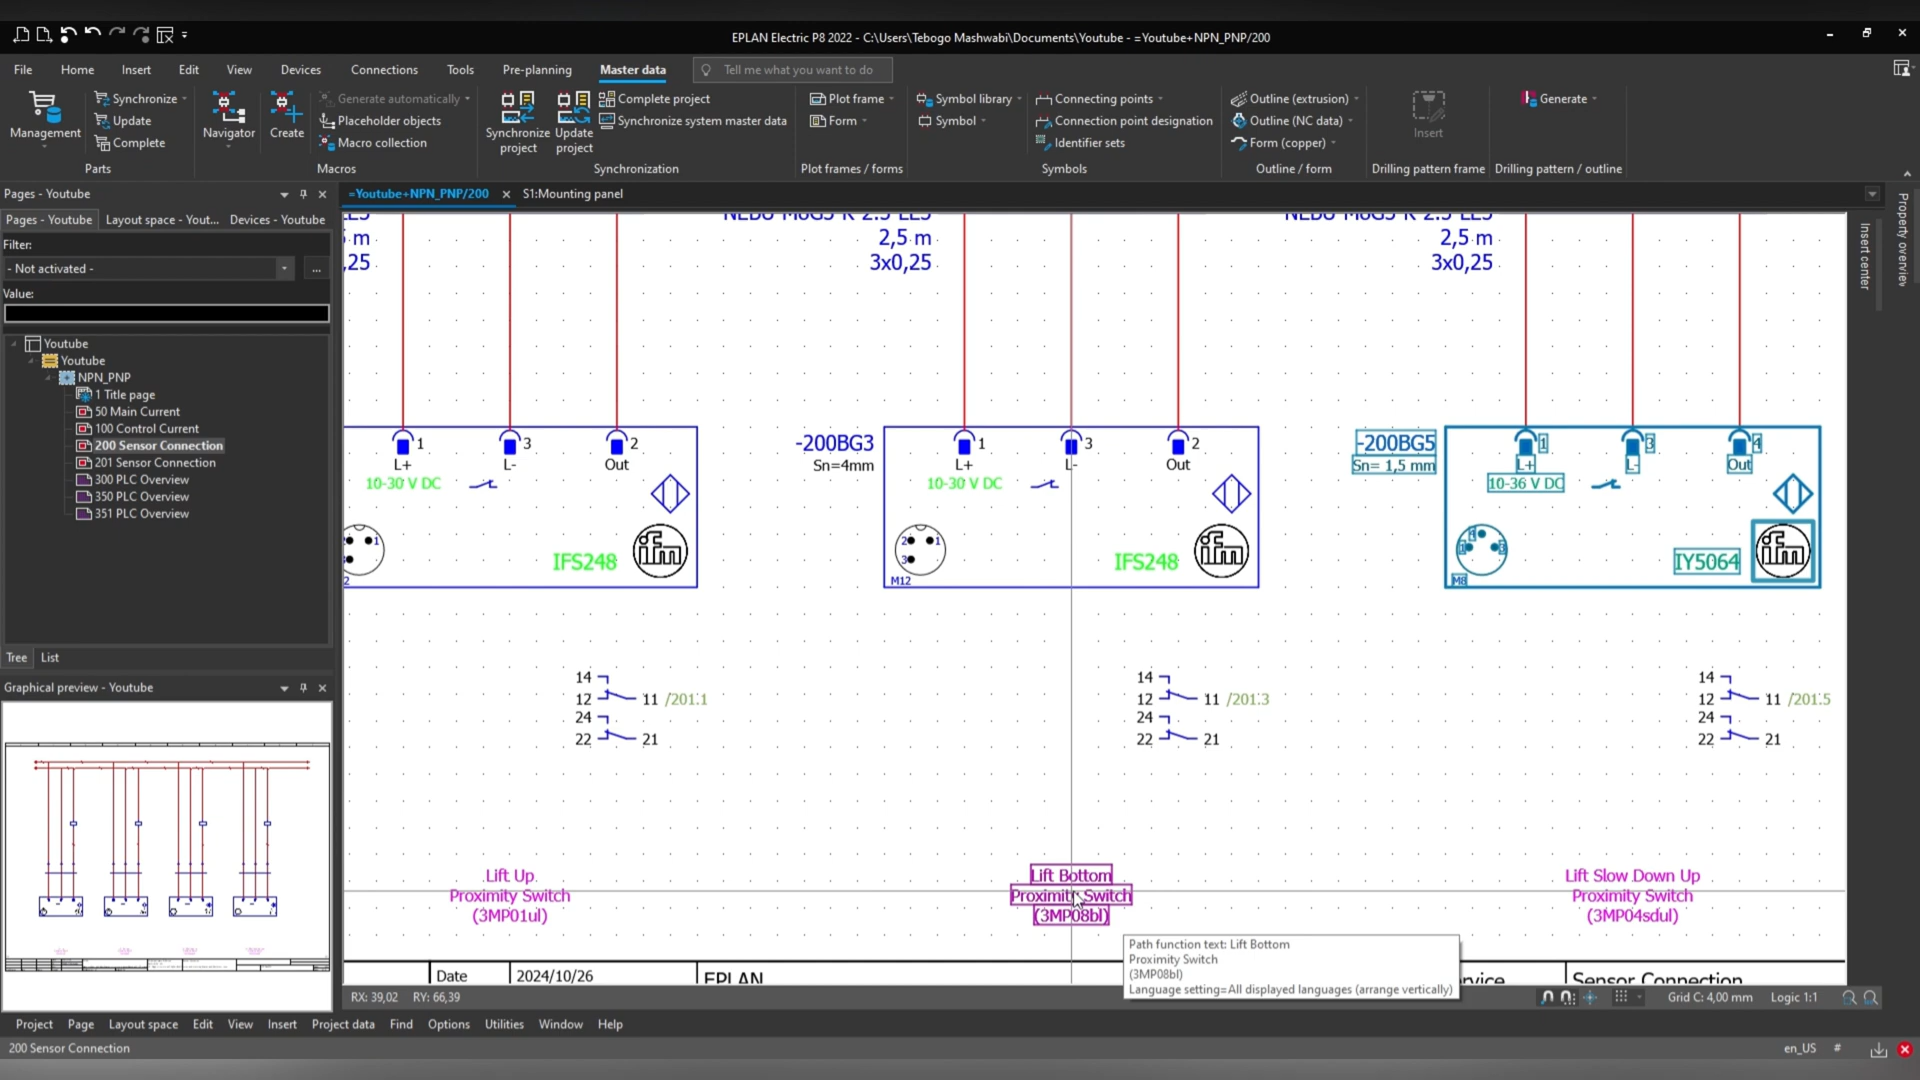 EPLAN Electric P8 2022 - C:\Users\Tebogo Mashwabi\Documents\Youtube - =Youtube+NPN_PNP/200
File Home Insert Edit View Devices Connections Tools Pre-planning Master data Tell me what you want to do
Management
Synchronize
Update
Complete
Parts
Navigator
Create
Generate automatically
Placeholder objects
Macro collection
Macros
Synchronize project
Update project
Complete project
Synchronize system master data
Synchronization
Plot frame
Form
Plot frames / forms
Symbol library
Symbol
Connecting points
Connection point designation
Identifier sets
Symbols
Outline (extrusion)
Outline (NC data)
Form (copper)
Outline / form
Insert
Drilling pattern frame
Generate
Drilling pattern / outline
Pages - Youtube
=Youtube+NPN_PNP/200
S1:Mounting panel
Pages - Youtube Layout space - Yout... Devices - Youtube
Filter:
- Not activated -
...
Value:
Youtube
Youtube
NPN_PNP
1 Title page
50 Main Current
100 Control Current
200 Sensor Connection
201 Sensor Connection
300 PLC Overview
350 PLC Overview
351 PLC Overview
Tree List
Graphical preview - Youtube
Property overview
Insert center
m
,25
2,5 m
3x0,25
2,5 m
3x0,25
1 3 2
L+ L- Out
10-30 V DC
1
IFS248
ifm
2
-200BG3
Sn=4mm
1 3 2
L+ L- Out
10-30 V DC
2 1
3
M12
IFS248
ifm
-200BG5
Sn= 1,5 mm
1 3 4
L+ L- Out
10-36 V DC
4
1 3
M8
IY5064
ifm
14
12 11 /201.1
24
22 21
14
12 11 /201.3
24
22 21
14
12 11 /201.5
24
22 21
Lift Up
Proximity Switch
(3MP01ul)
Lift Bottom
Proximity Switch
(3MP08bl)
Lift Slow Down Up
Proximity Switch
(3MP04sdul)
Path function text: Lift Bottom
Proximity Switch
(3MP08bl)
Language setting=All displayed languages (arrange vertically)
Date 2024/10/26 EPLAN
Sensor Connection
RX: 39,02 RY: 66,39
Grid C: 4,00 mm Logic 1:1
Project Page Layout space Edit View Insert Project data Find Options Utilities Window Help
200 Sensor Connection
en_US #